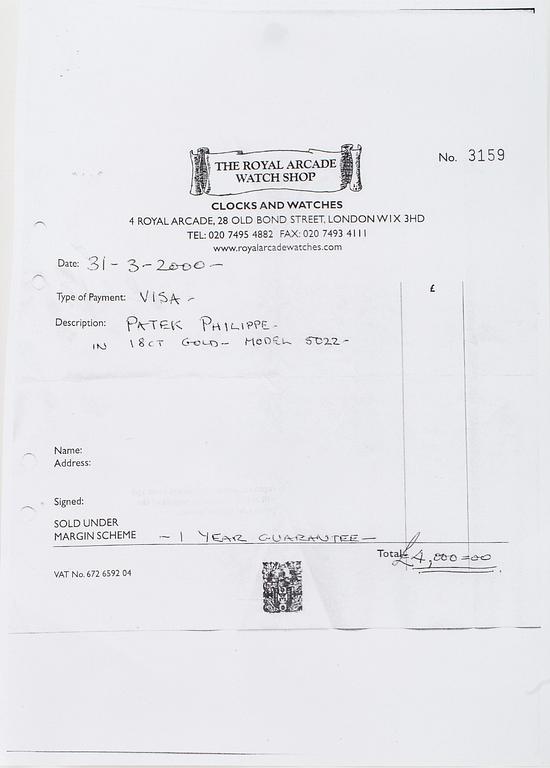 No. 3159
THE ROYAL ARCADE
WATCH SHOP
CLOCKS AND WATCHES
4 ROYAL ARCADE, 28 OLD BOND STREET, LONDON W1X 3HD
TEL: 020 7495 4882 FAX: 020 7493 4111
www.royalarcadewatches.com
Date: 31-3-2000-
£
Type of Payment: VISA-
Description: PATEK PHILIPPE-
IN 18CT GOLD- MODEL 5022-
Name:
Address:
Signed:
SOLD UNDER
MARGIN SCHEME -1 YEAR GUARANTEE-
Total £4,000=00
VAT No. 672 6592 04